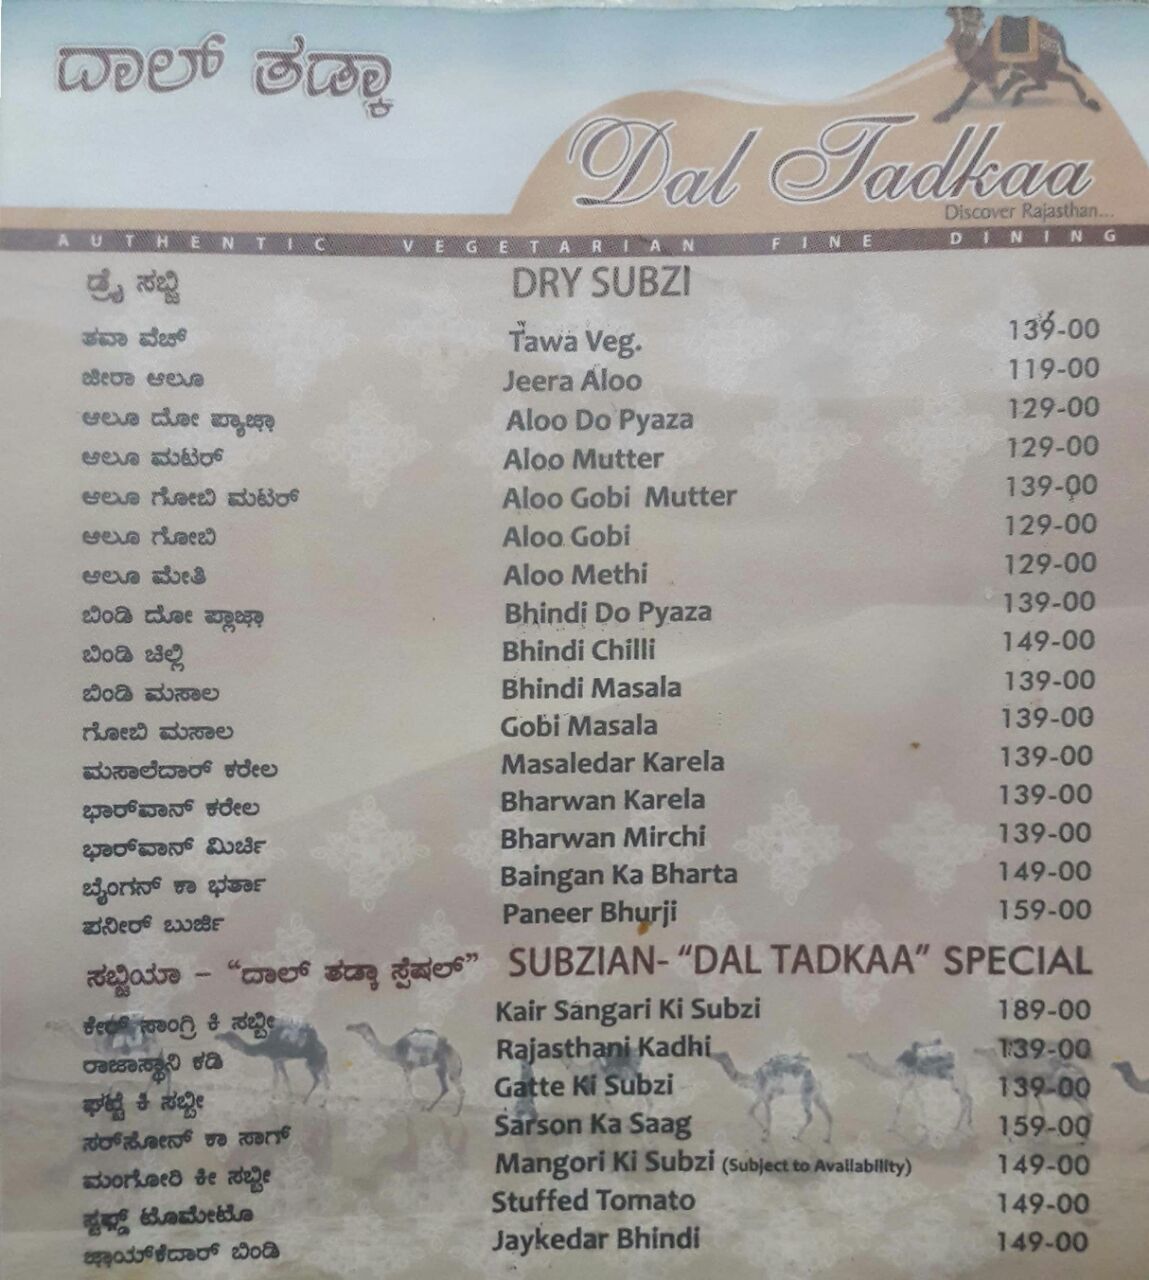 ದಾಲ್ ತಡ್ಕಾ
Dal Tadkaa
Discover Rajasthan...
AUTHENTIC VEGETARIAN FINE DINING
ಡ್ರೈ ಸಬ್ಜಿ DRY SUBZI
ತವಾ ವೆಜ್ Tawa Veg. 139-00
ಜೀರಾ ಆಲೂ Jeera Aloo 119-00
ಆಲೂ ದೋ ಪ್ಯಾಜಾ಼ Aloo Do Pyaza 129-00
ಆಲೂ ಮಟರ್ Aloo Mutter 129-00
ಆಲೂ ಗೋಬಿ ಮಟರ್ Aloo Gobi Mutter 139-00
ಆಲೂ ಗೋಬಿ Aloo Gobi 129-00
ಆಲೂ ಮೇತಿ Aloo Methi 129-00
ಬಿಂಡಿ ದೋ ಪ್ಲಾಜಾ಼ Bhindi Do Pyaza 139-00
ಬಿಂಡಿ ಚಿಲ್ಲಿ Bhindi Chilli 149-00
ಬಿಂಡಿ ಮಸಾಲ Bhindi Masala 139-00
ಗೋಬಿ ಮಸಾಲ Gobi Masala 139-00
ಮಸಾಲೆದಾರ್ ಕರೇಲ Masaledar Karela 139-00
ಭಾರ್‌ವಾನ್ ಕರೇಲ Bharwan Karela 139-00
ಭಾರ್‌ವಾನ್ ಮಿರ್ಚಿ Bharwan Mirchi 139-00
ಬೈಂಗನ್ ಕಾ ಭರ್ತಾ Baingan Ka Bharta 149-00
ಪನೀರ್ ಬುರ್ಜಿ Paneer Bhurji 159-00
ಸಬ್ಜಿಯಾ – “ದಾಲ್ ತಡ್ಕಾ ಸ್ಪೆಷಲ್” SUBZIAN- “DAL TADKAA” SPECIAL
ಕೇರ್ ಸಾಂಗ್ರಿ ಕಿ ಸಬ್ಜೀ Kair Sangari Ki Subzi 189-00
ರಾಜಾಸ್ಥಾನಿ ಕಡಿ Rajasthani Kadhi 139-00
ಘಟ್ಟೆ ಕಿ ಸಬ್ಜೀ Gatte Ki Subzi 139-00
ಸರ್‌ಸೋನ್ ಕಾ ಸಾಗ್ Sarson Ka Saag 159-00
ಮಂಗೋರಿ ಕೀ ಸಬ್ಜೀ Mangori Ki Subzi (Subject to Availability) 149-00
ಸ್ಟಫ್ಡ್ ಟೊಮೇಟೊ Stuffed Tomato 149-00
ಜಾ಼ಯ್‌ಕೆದಾರ್ ಬಿಂಡಿ Jaykedar Bhindi 149-00